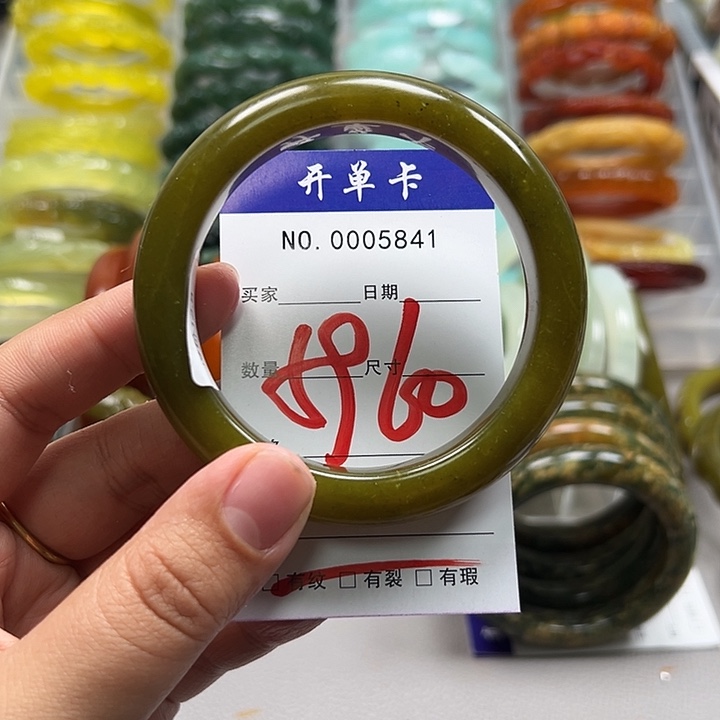 开单卡
NO. 0005841
买家 日期
数量 尺寸
60
有纹 □ 有裂 □ 有瑕